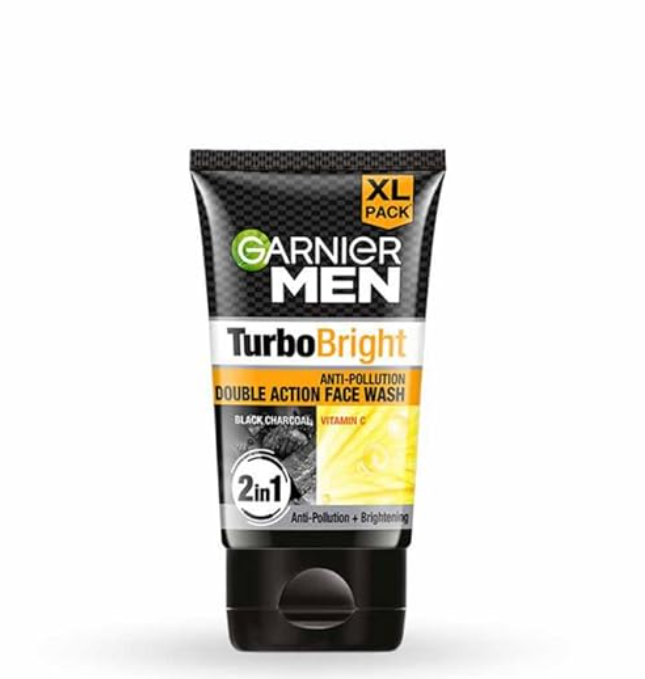 XL
PACK
GARNIER
MEN
TurboBright
ANTI-POLLUTION
DOUBLE ACTION FACE WASH
BLACK CHARCOAL VITAMIN C
2in1
Anti-Pollution + Brightening